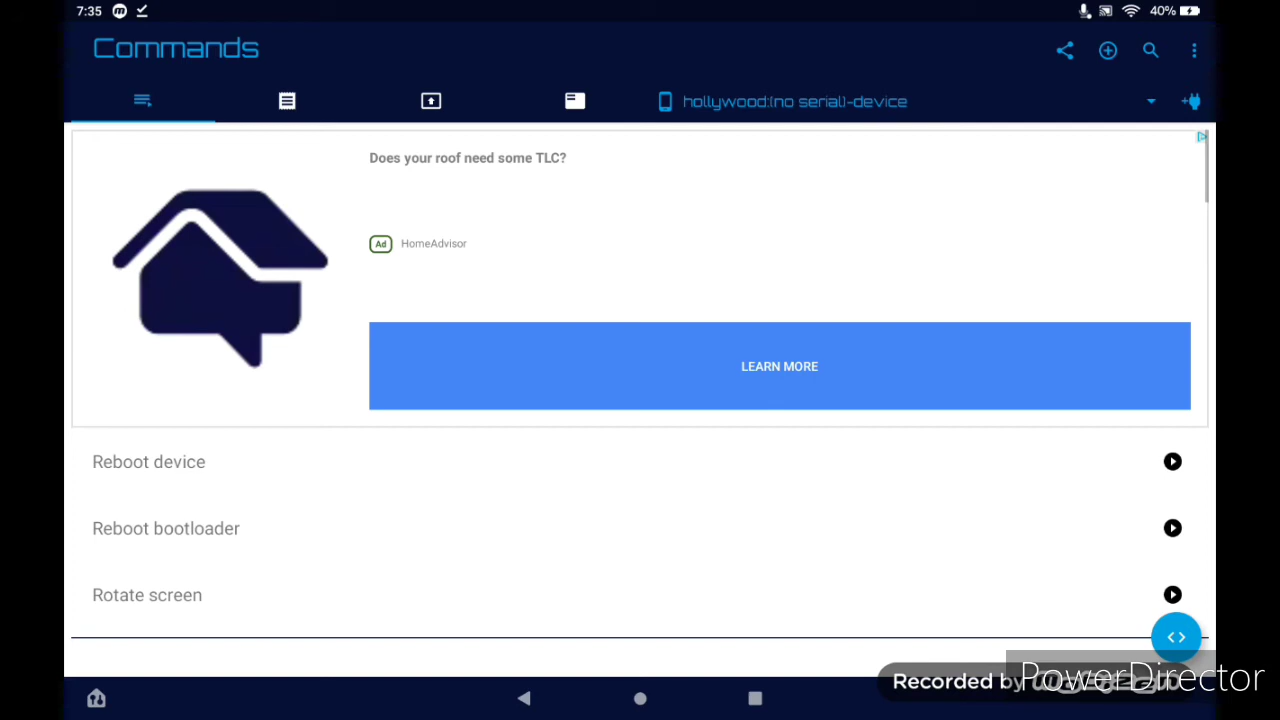 7:35
40%
Commands
hollywood:(no serial)-device
Does your roof need some TLC?
Ad HomeAdvisor
LEARN MORE
Reboot device
Reboot bootloader
Rotate screen
Recorded by
PowerDirector